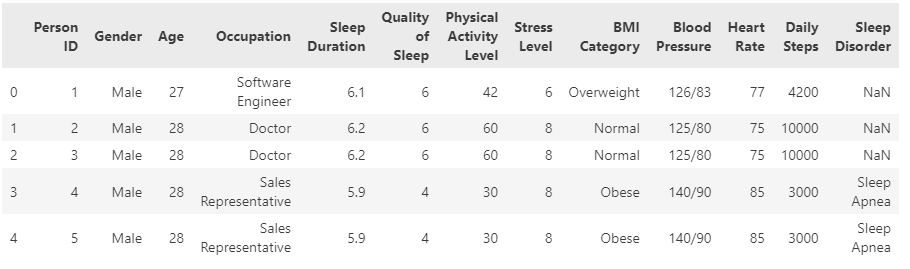 Person ID Gender Age Occupation Sleep Duration Quality of Sleep Physical Activity Level Stress Level BMI Category Blood Pressure Heart Rate Daily Steps Sleep Disorder
0 1 Male 27 Software Engineer 6.1 6 42 6 Overweight 126/83 77 4200 NaN
1 2 Male 28 Doctor 6.2 6 60 8 Normal 125/80 75 10000 NaN
2 3 Male 28 Doctor 6.2 6 60 8 Normal 125/80 75 10000 NaN
3 4 Male 28 Sales Representative 5.9 4 30 8 Obese 140/90 85 3000 Sleep Apnea
4 5 Male 28 Sales Representative 5.9 4 30 8 Obese 140/90 85 3000 Sleep Apnea